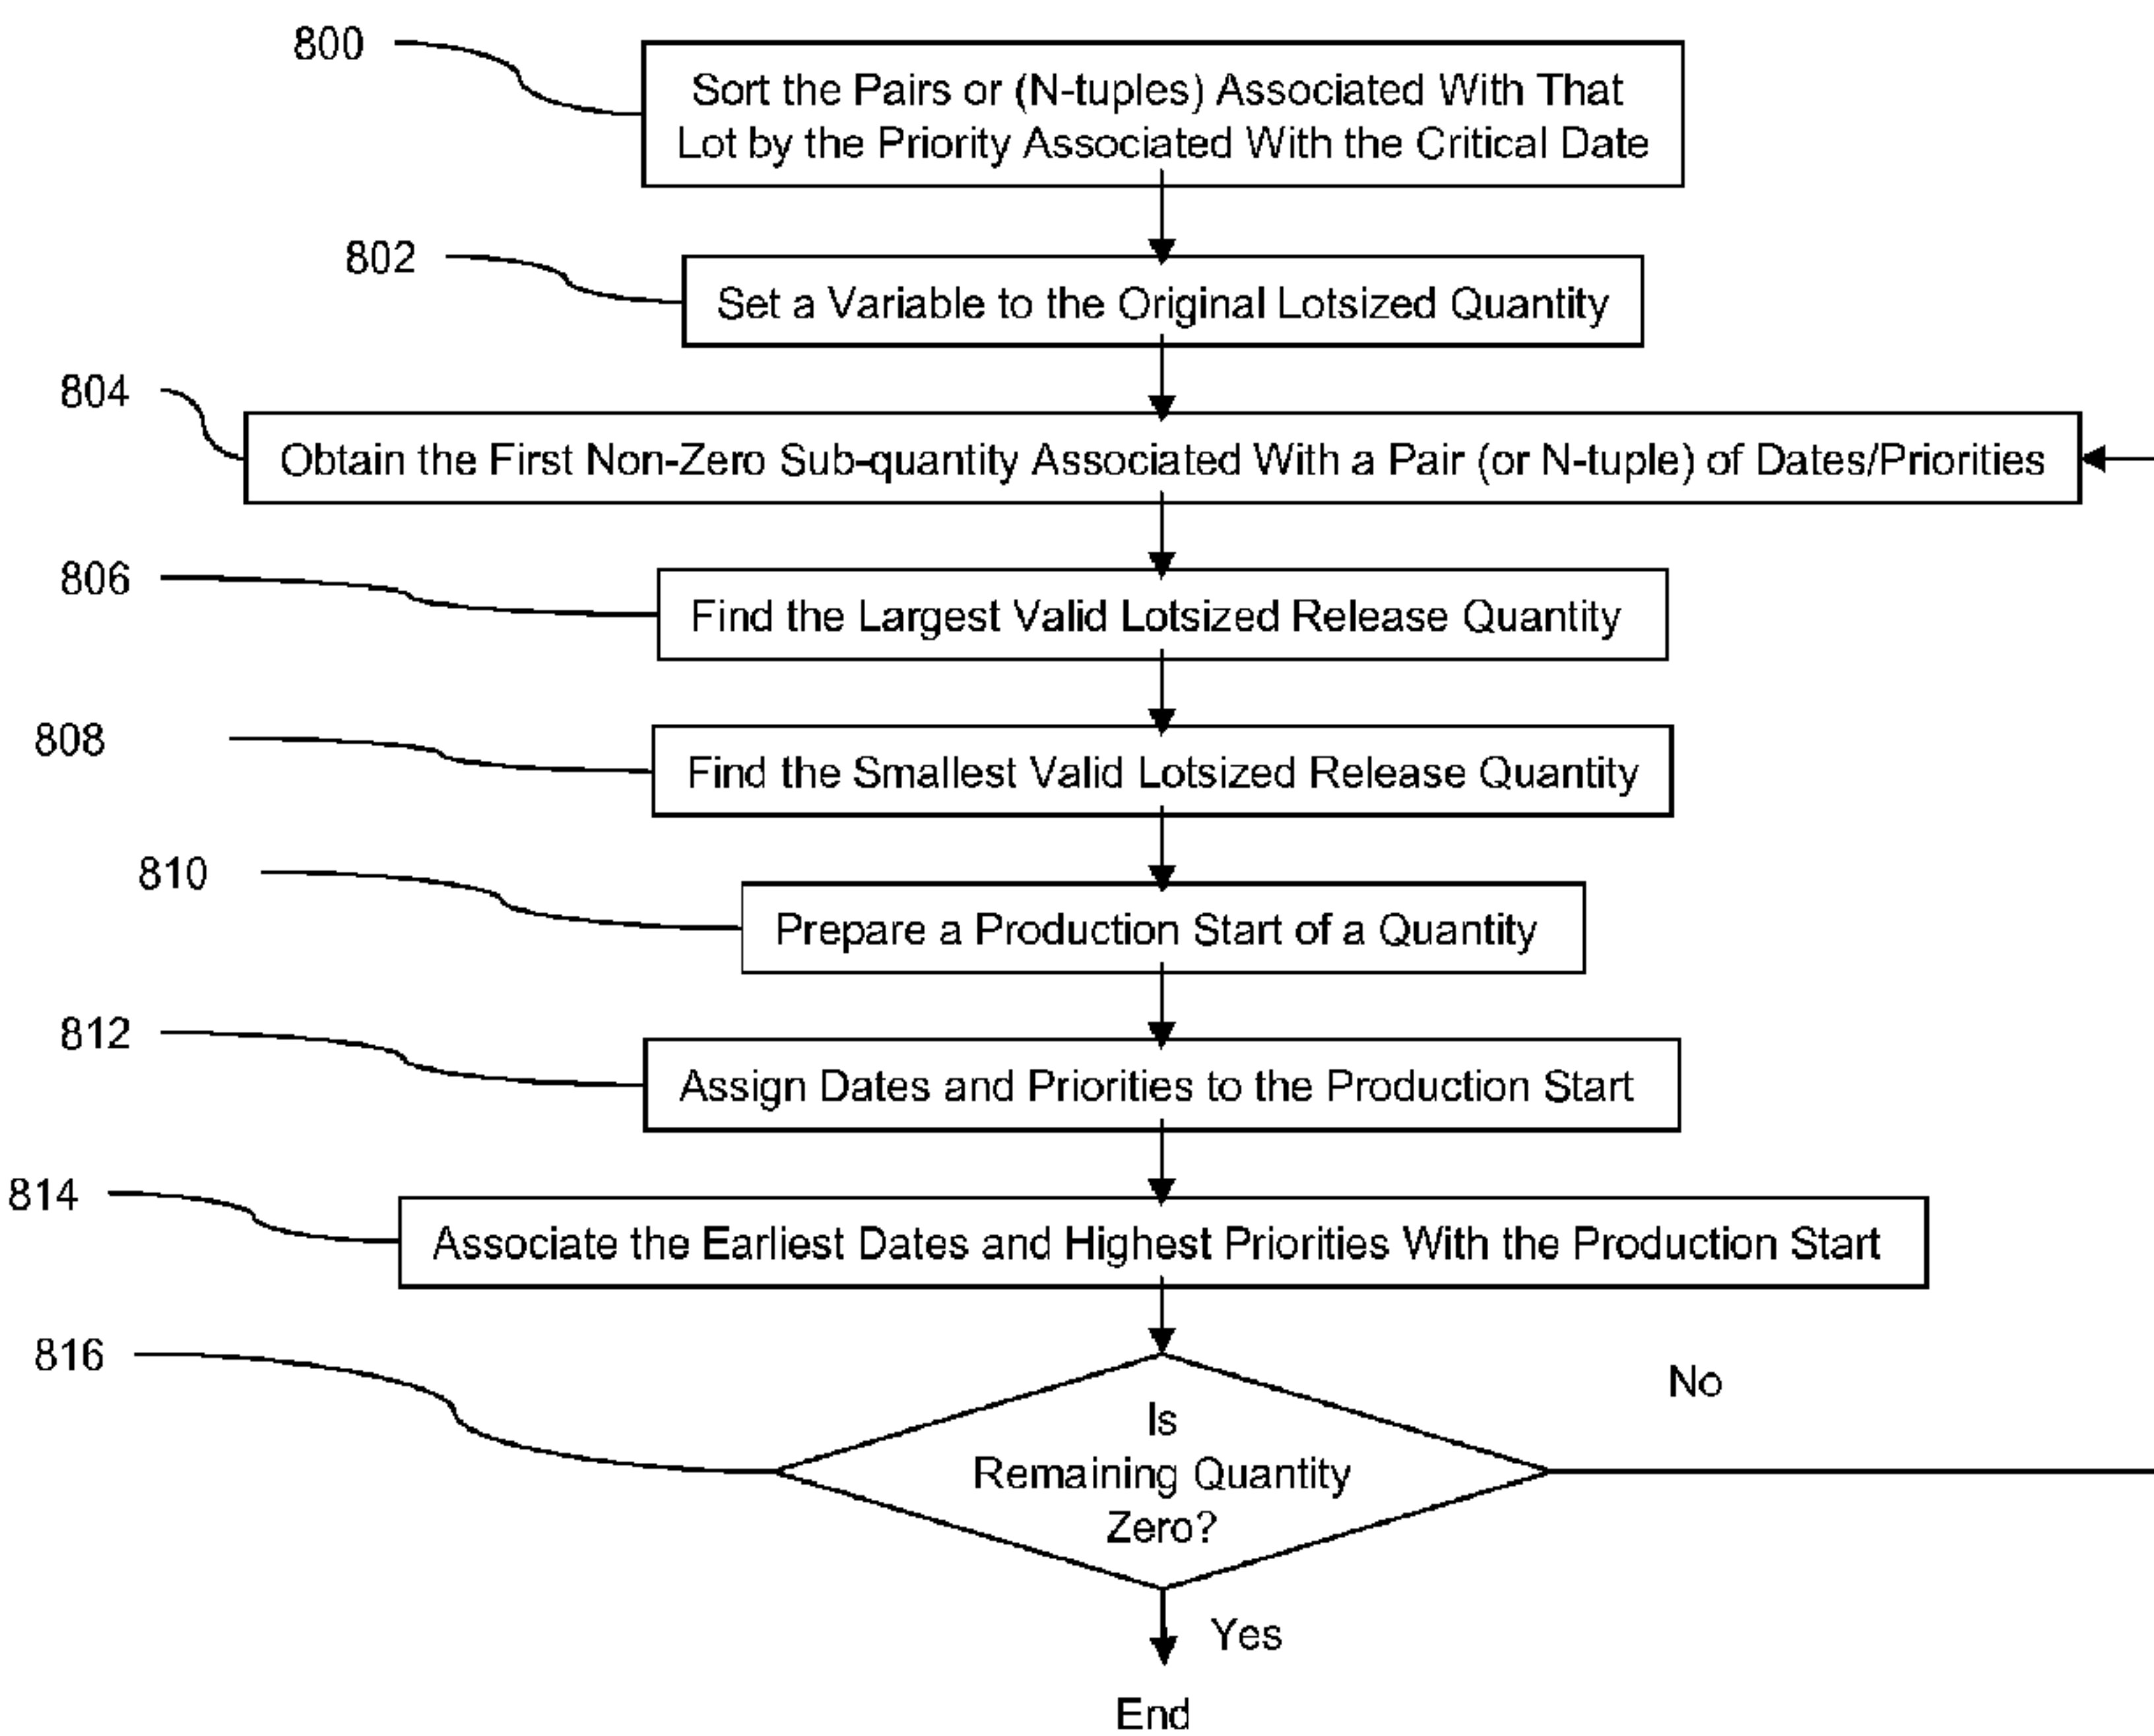 800
Sort the Pairs or (N-tuples) Associated With That
Lot by the Priority Associated With the Critical Date
802
Set a Variable to the Original Lotsized Quantity
804
Obtain the First Non-Zero Sub-quantity Associated With a Pair (or N-tuple) of Dates/Priorities
806
Find the Largest Valid Lotsized Release Quantity
808
Find the Smallest Valid Lotsized Release Quantity
810
Prepare a Production Start of a Quantity
812
Assign Dates and Priorities to the Production Start
814
Associate the Earliest Dates and Highest Priorities With the Production Start
816
Is
Remaining Quantity
Zero?
No
Yes
End